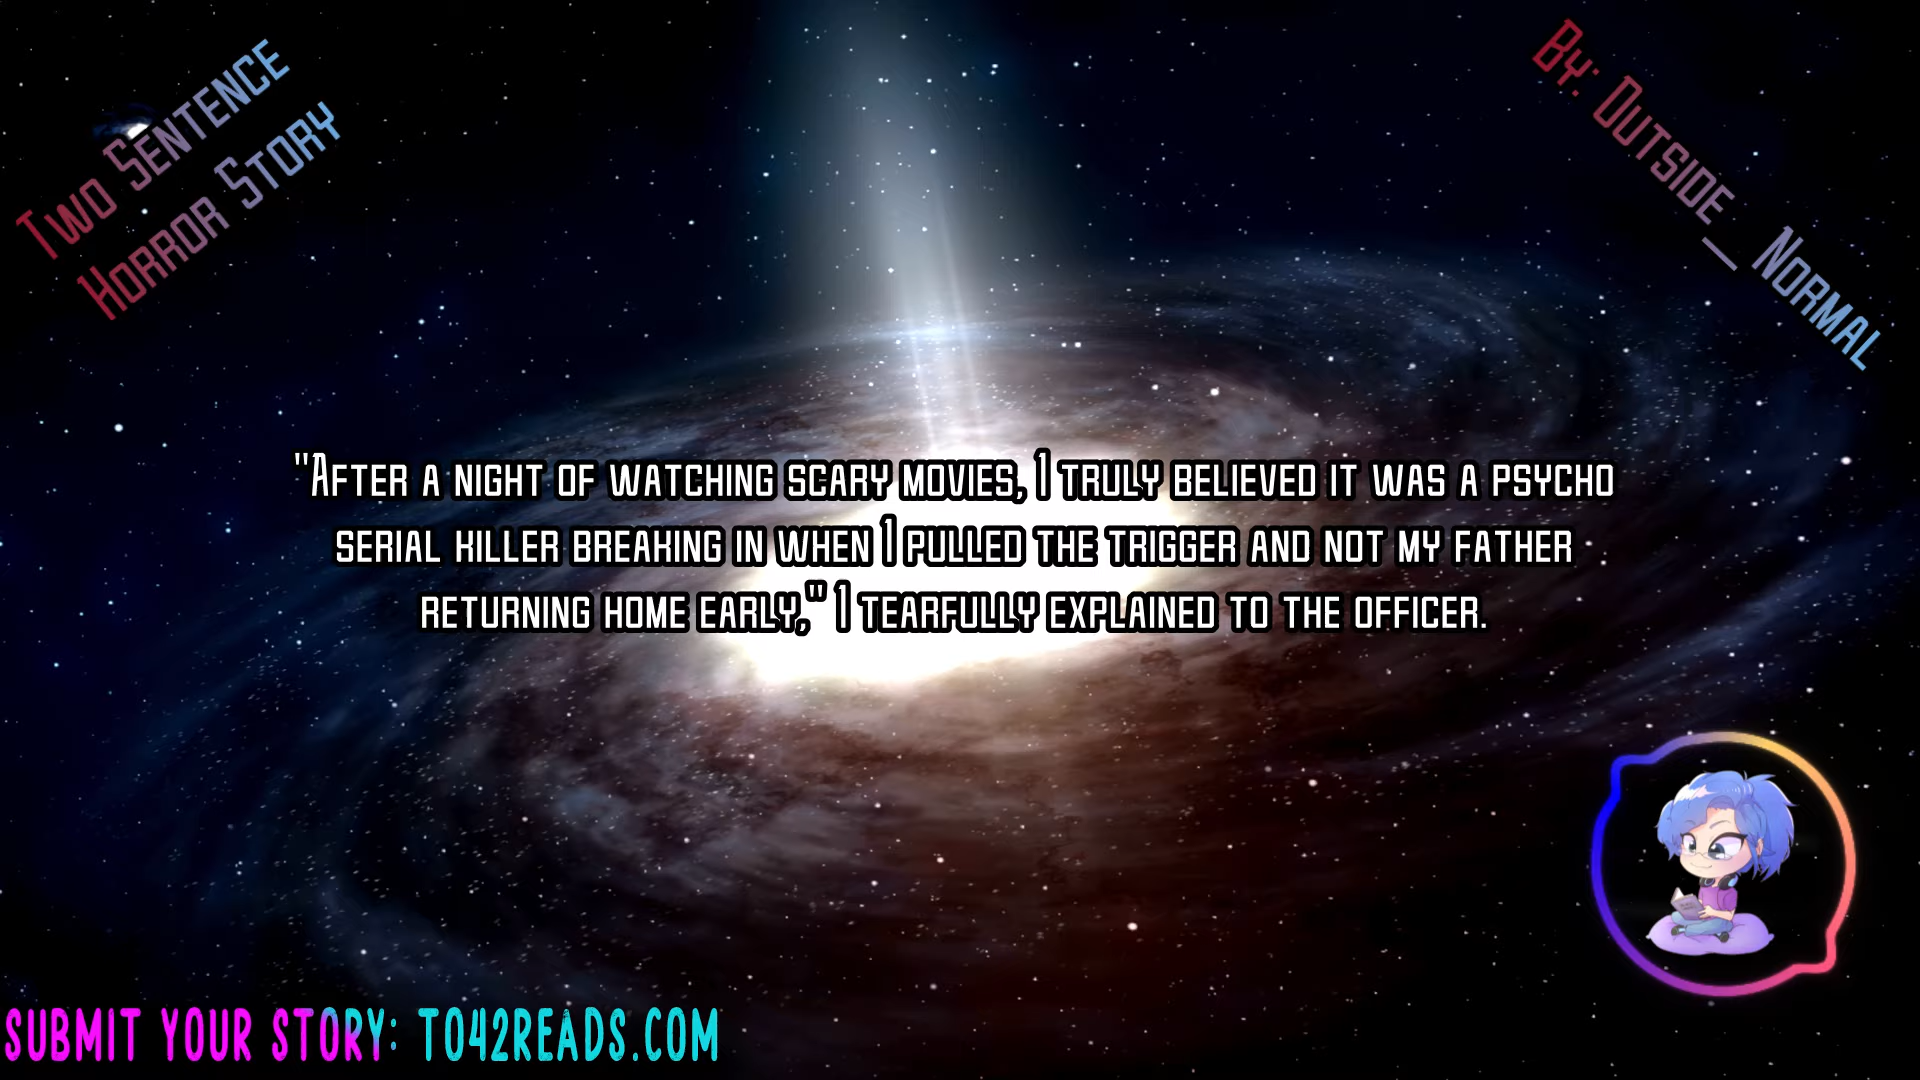 Two Sentence
Horror Story
By: Outside_ Normal
"After a night of watching scary movies, I truly believed it was a psycho
serial killer breaking in when I pulled the trigger and not my father
returning home early," I tearfully explained to the officer.
SUBMIT YOUR STORY: TO42READS.COM